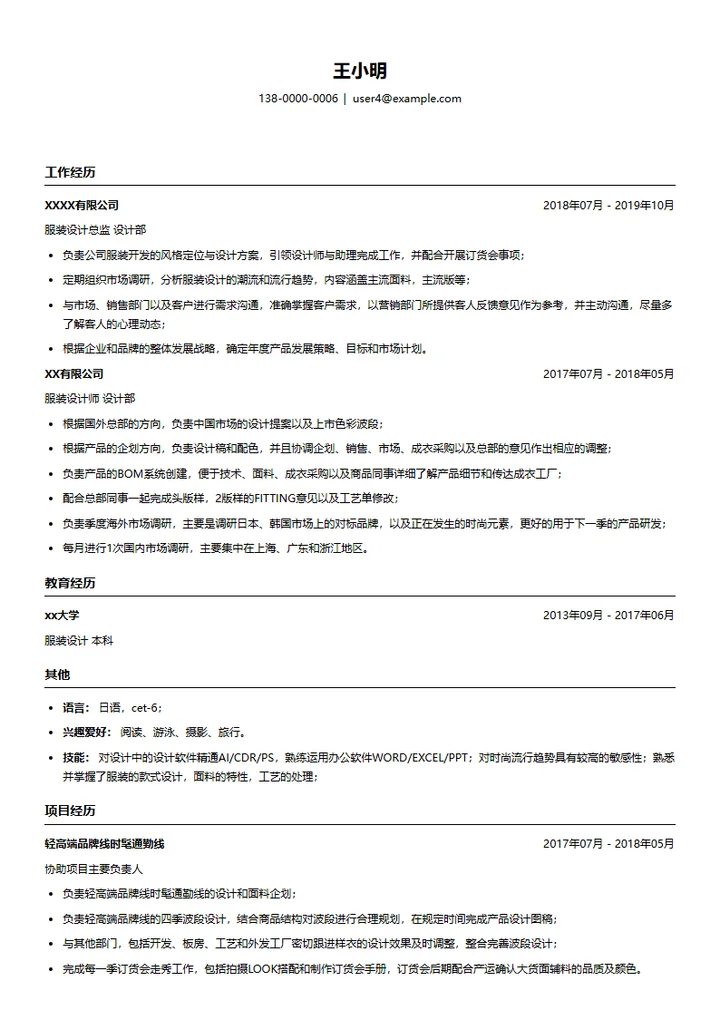 王小明
138-0000-0006 | user4@example.com
工作经历
XXXX有限公司 2018年07月 - 2019年10月
服装设计总监 设计部
• 负责公司服装开发的风格定位与设计方案，引领设计师与助理完成工作，并配合开展订货会事项；
• 定期组织市场调研，分析服装设计的潮流和流行趋势，内容涵盖主流面料，主流版等；
• 与市场、销售部门以及客户进行需求沟通，准确掌握客户需求，以营销部门所提供客人反馈意见作为参考，并主动沟通，尽量多
了解客人的心理动态；
• 根据企业和品牌的整体发展战略，确定年度产品发展策略、目标和市场计划。
XX有限公司 2017年07月 - 2018年05月
服装设计师 设计部
• 根据国外总部的方向，负责中国市场的设计提案以及上市色彩波段；
• 根据产品的企划方向，负责设计稿和配色，并且协调企划、销售、市场、成衣采购以及总部的意见作出相应的调整；
• 负责产品的BOM系统创建，便于技术、面料、成衣采购以及商品同事详细了解产品细节和传达成衣工厂；
• 配合总部同事一起完成头版样，2版样的FITTING意见以及工艺单修改；
• 负责季度海外市场调研，主要是调研日本、韩国市场上的对标品牌，以及正在发生的时尚元素，更好的用于下一季的产品研发；
• 每月进行1次国内市场调研，主要集中在上海、广东和浙江地区。
教育经历
xx大学 2013年09月 - 2017年06月
服装设计 本科
其他
• 语言： 日语，cet-6；
• 兴趣爱好： 阅读、游泳、摄影、旅行。
• 技能： 对设计中的设计软件精通AI/CDR/PS，熟练运用办公软件WORD/EXCEL/PPT；对时尚流行趋势具有较高的敏感性；熟悉
并掌握了服装的款式设计，面料的特性，工艺的处理；
项目经历
轻高端品牌线时髦通勤线 2017年07月 - 2018年05月
协助项目主要负责人
• 负责轻高端品牌线时髦通勤线的设计和面料企划；
• 负责轻高端品牌线的四季波段设计，结合商品结构对波段进行合理规划，在规定时间完成产品设计图稿；
• 与其他部门，包括开发、板房、工艺和外发工厂密切跟进样衣的设计效果及时调整，整合完善波段设计；
• 完成每一季订货会走秀工作，包括拍摄LOOK搭配和制作订货会手册，订货会后期配合产运确认大货面辅料的品质及颜色。